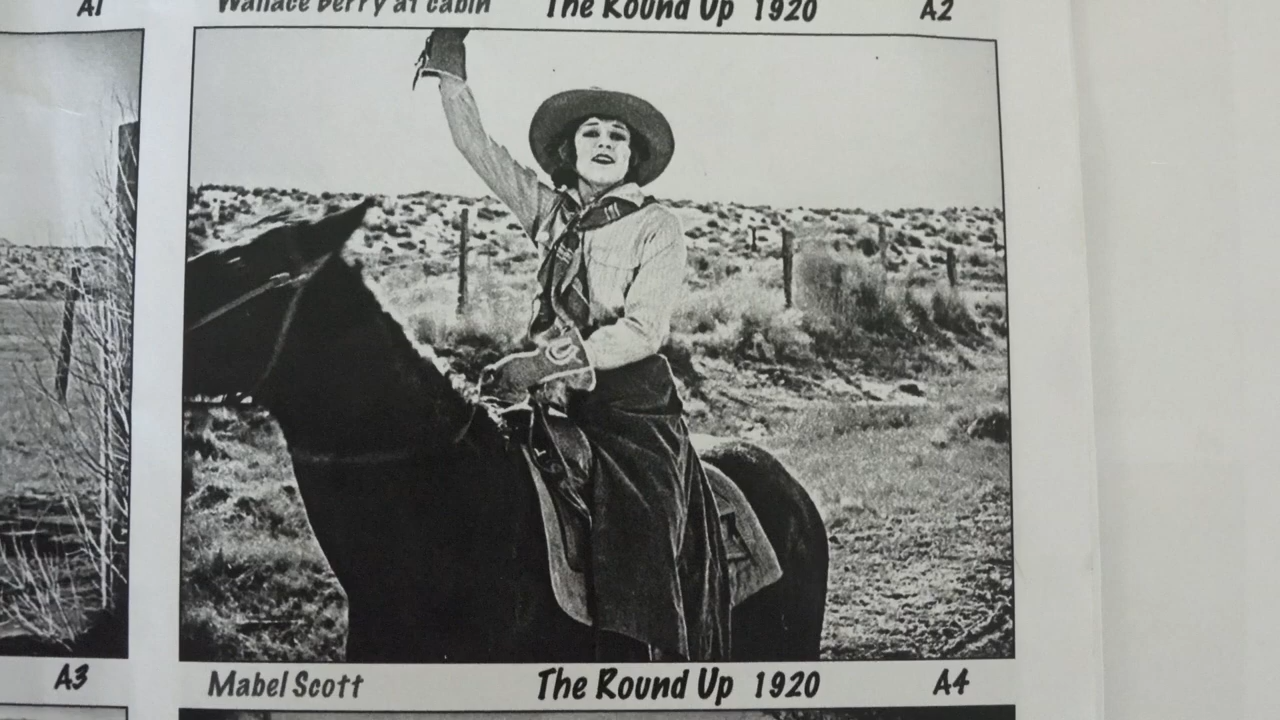 A1
Wallace Berry at cabin The Round Up 1920 A2
A3
Mabel Scott The Round Up 1920 A4